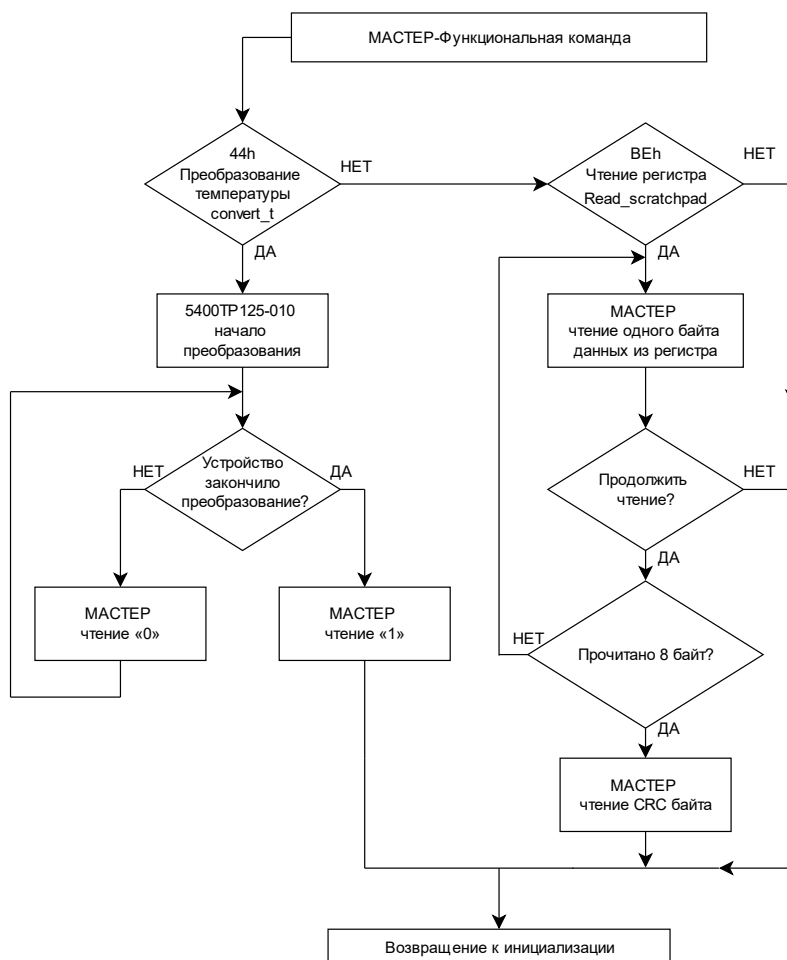 МАСТЕР-Функциональная команда
44h
Преобразование
температуры
convert_t
НЕТ
ДА
BEh
Чтение регистра
Read_scratchpad
НЕТ
ДА
5400ТР125-010
начало
преобразования
МАСТЕР
чтение одного байта
данных из регистра
НЕТ
Устройство
закончило
преобразование?
ДА
Продолжить
чтение?
НЕТ
ДА
МАСТЕР
чтение «0»
МАСТЕР
чтение «1»
НЕТ
Прочитано 8 байт?
ДА
МАСТЕР
чтение CRC байта
Возвращение к инициализации